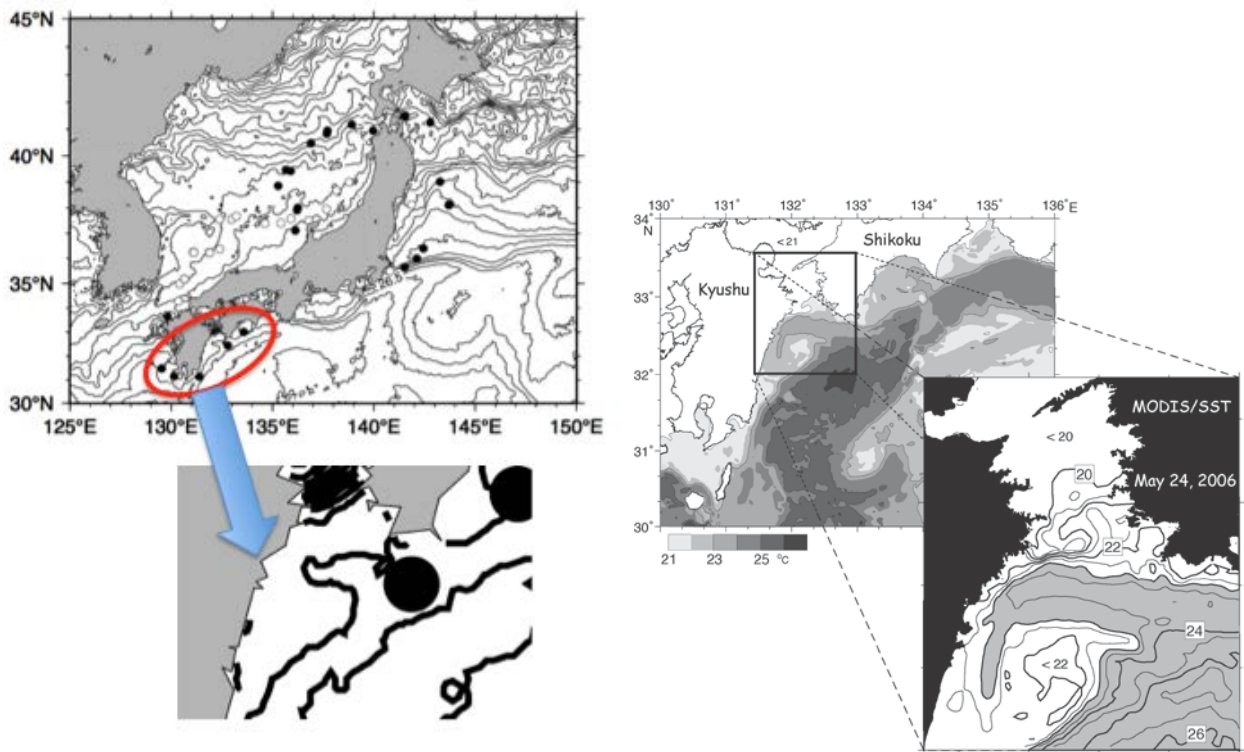 45°N
40°N
35°N
30°N
125°E
130°E
135°E
140°E
145°E
150°E
130°
131°
132°
133°
134°
135°
136°E
34°
N
33°
32°
31°
30°
< 21
Shikoku
Kyushu
21
23
25 °C
MODIS/SST
< 20
20
May 24, 2006
22
24
< 22
26